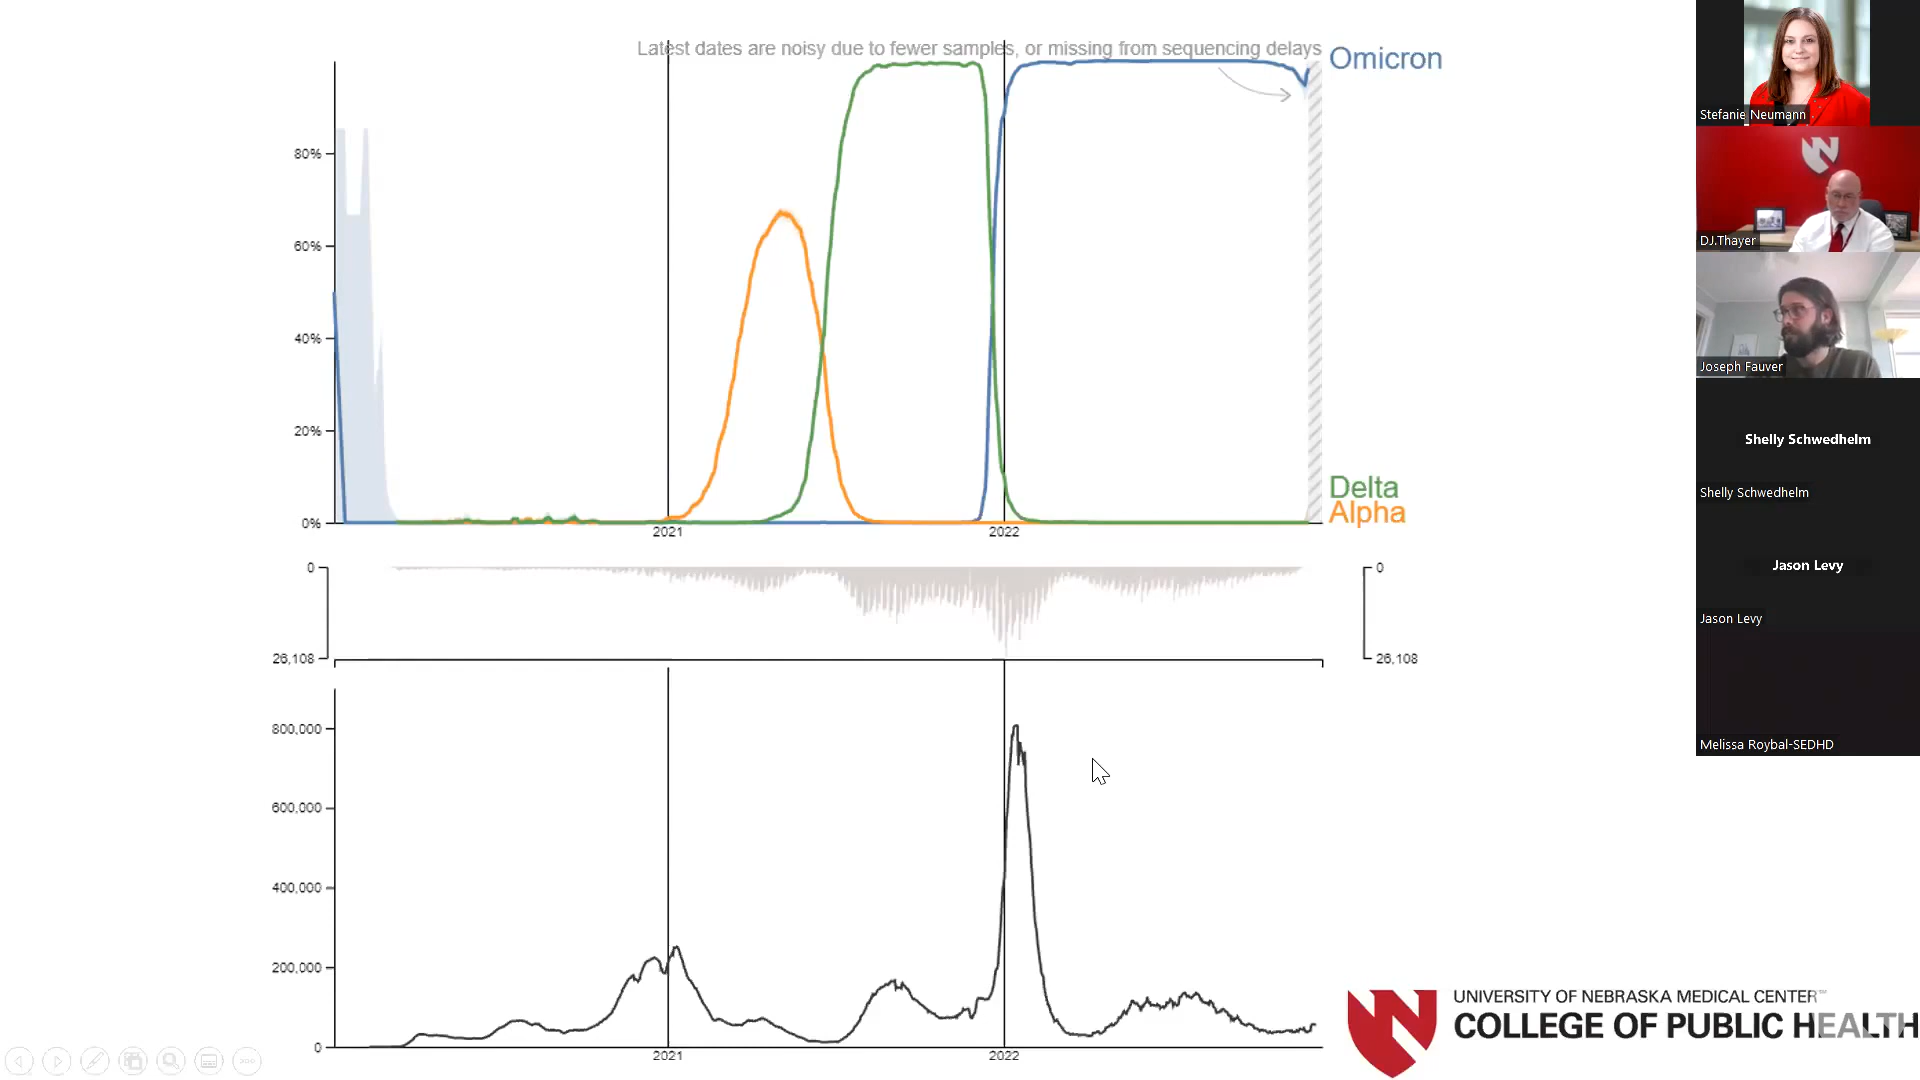 Latest dates are noisy due to fewer samples, or missing from sequencing delays
Omicron
80%
60%
40%
20%
0%
Delta
Alpha
2021
2022
0
0
26,108
26,108
800,000
600,000
400,000
200,000
0
2021
2022
UNIVERSITY OF NEBRASKA MEDICAL CENTER™
COLLEGE OF PUBLIC HEALTH
Stefanie Neumann
DJ.Thayer
Joseph Fauver
Shelly Schwedhelm
Shelly Schwedhelm
Jason Levy
Jason Levy
Melissa Roybal-SEDHD